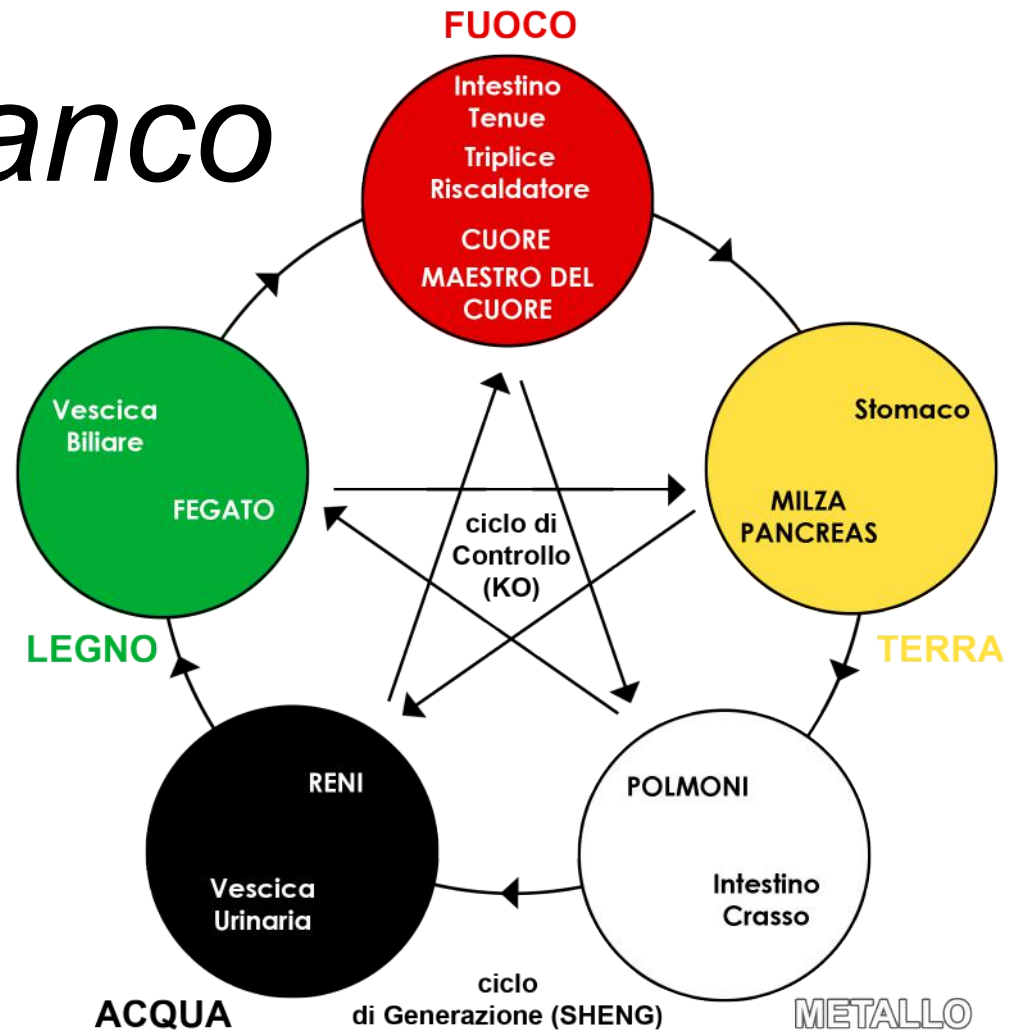 anco
FUOCO
Intestino
Tenue
Triplice
Riscaldatore
CUORE
MAESTRO DEL
CUORE
Vescica
Biliare
FEGATO
LEGNO
Stomaco
MILZA
PANCREAS
TERRA
ciclo di
Controllo
(KO)
RENI
Vescica
Urinaria
ACQUA
POLMONI
Intestino
Crasso
METALLO
ciclo
di Generazione (SHENG)